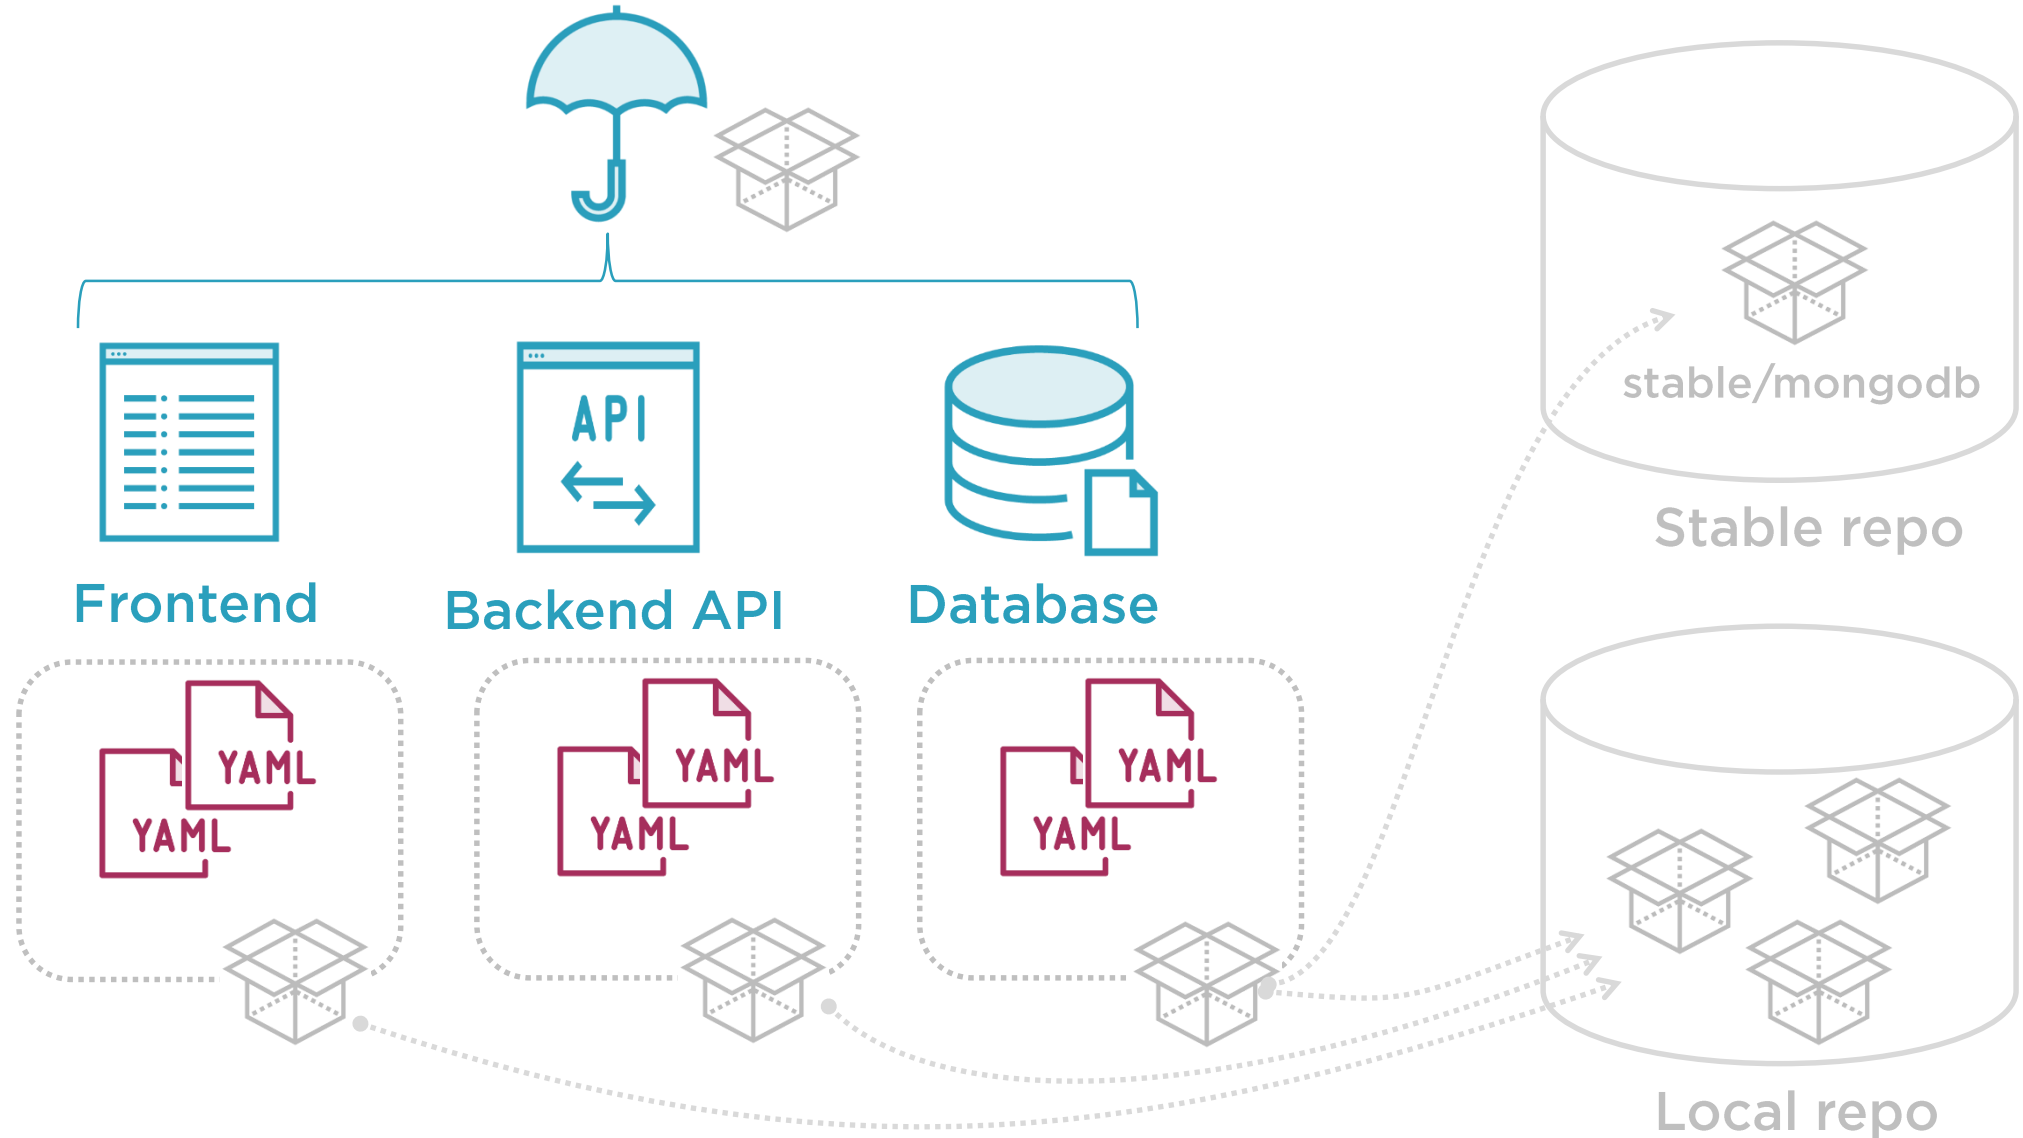 API
Frontend
Backend API
Database
YAML
YAML
YAML
YAML
YAML
YAML
stable/mongodb
Stable repo
Local repo